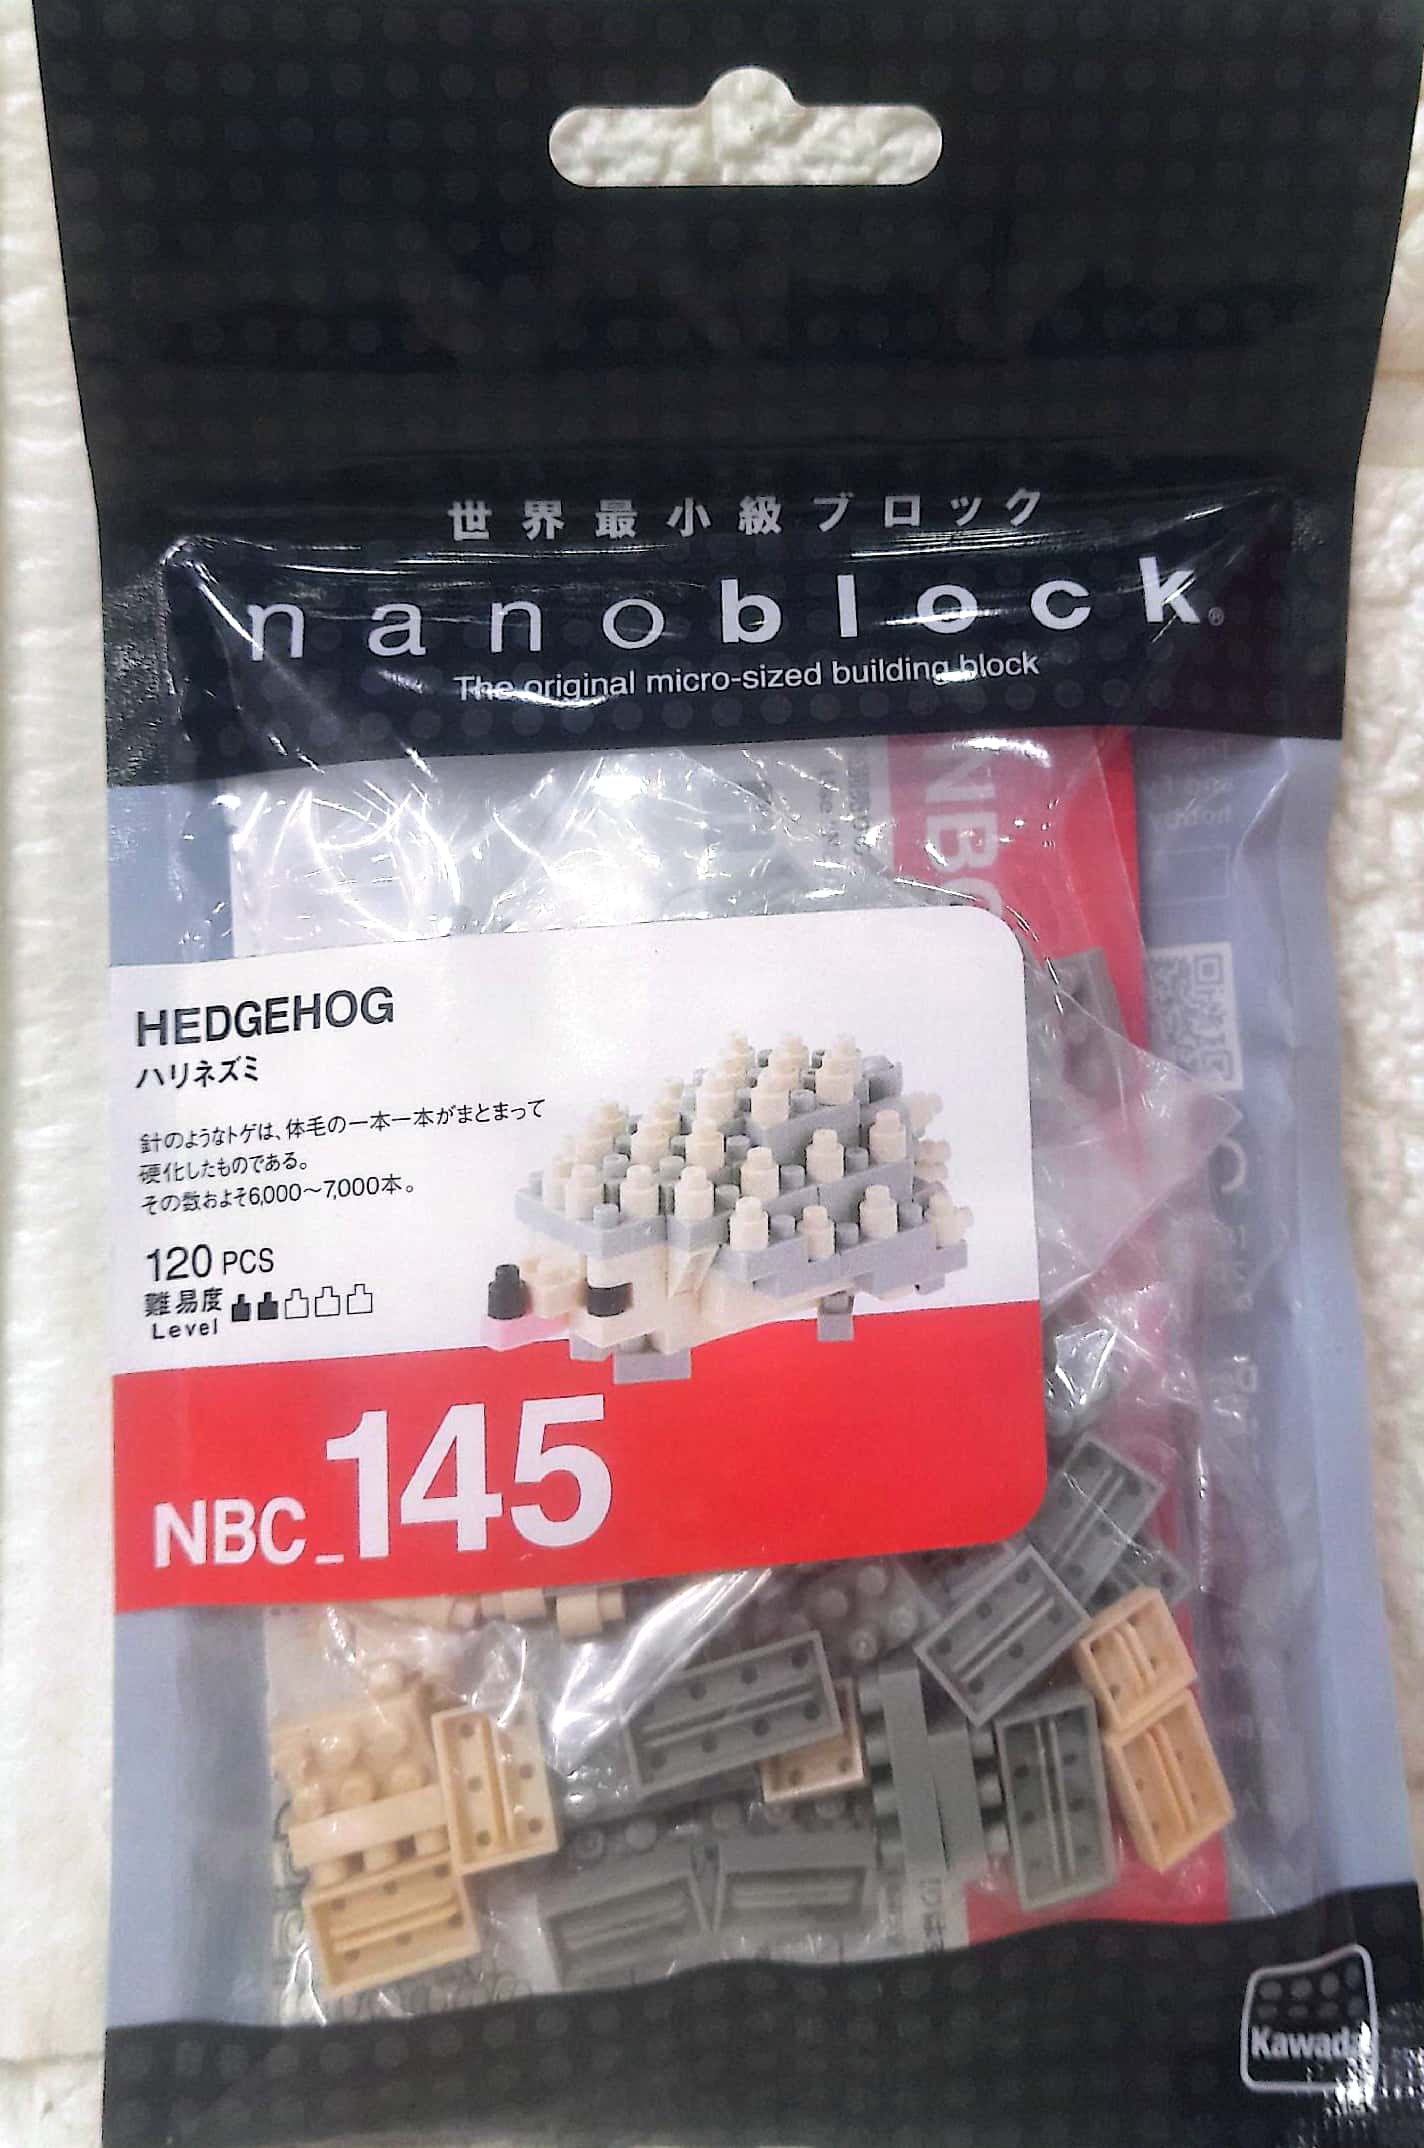 世界最小級ブロック
nanoblock®
The original micro-sized building block
NBC
HEDGEHOG
ハリネズミ
針のようなトゲは、体毛の一本一本がまとまって
硬化したものである。
その数およそ6,000〜7,000本。
120 PCS
難易度
Level
NBC_145
Kawada